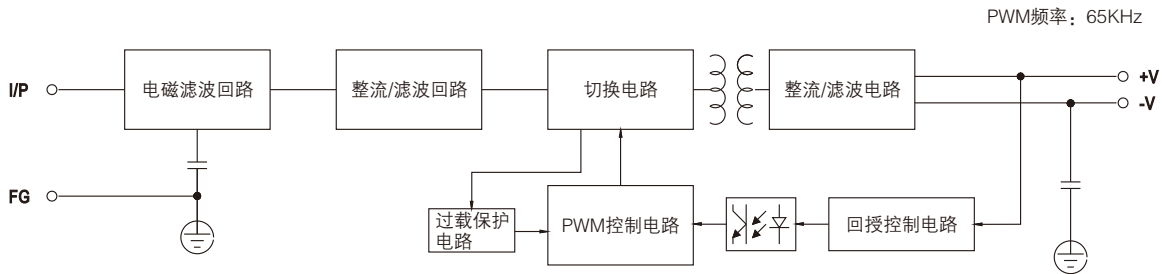 PWM频率：65KHz
I/P
电磁滤波回路
整流/滤波回路
切换电路
整流/滤波电路
+V
-V
FG
过载保护
电路
PWM控制电路
回授控制电路